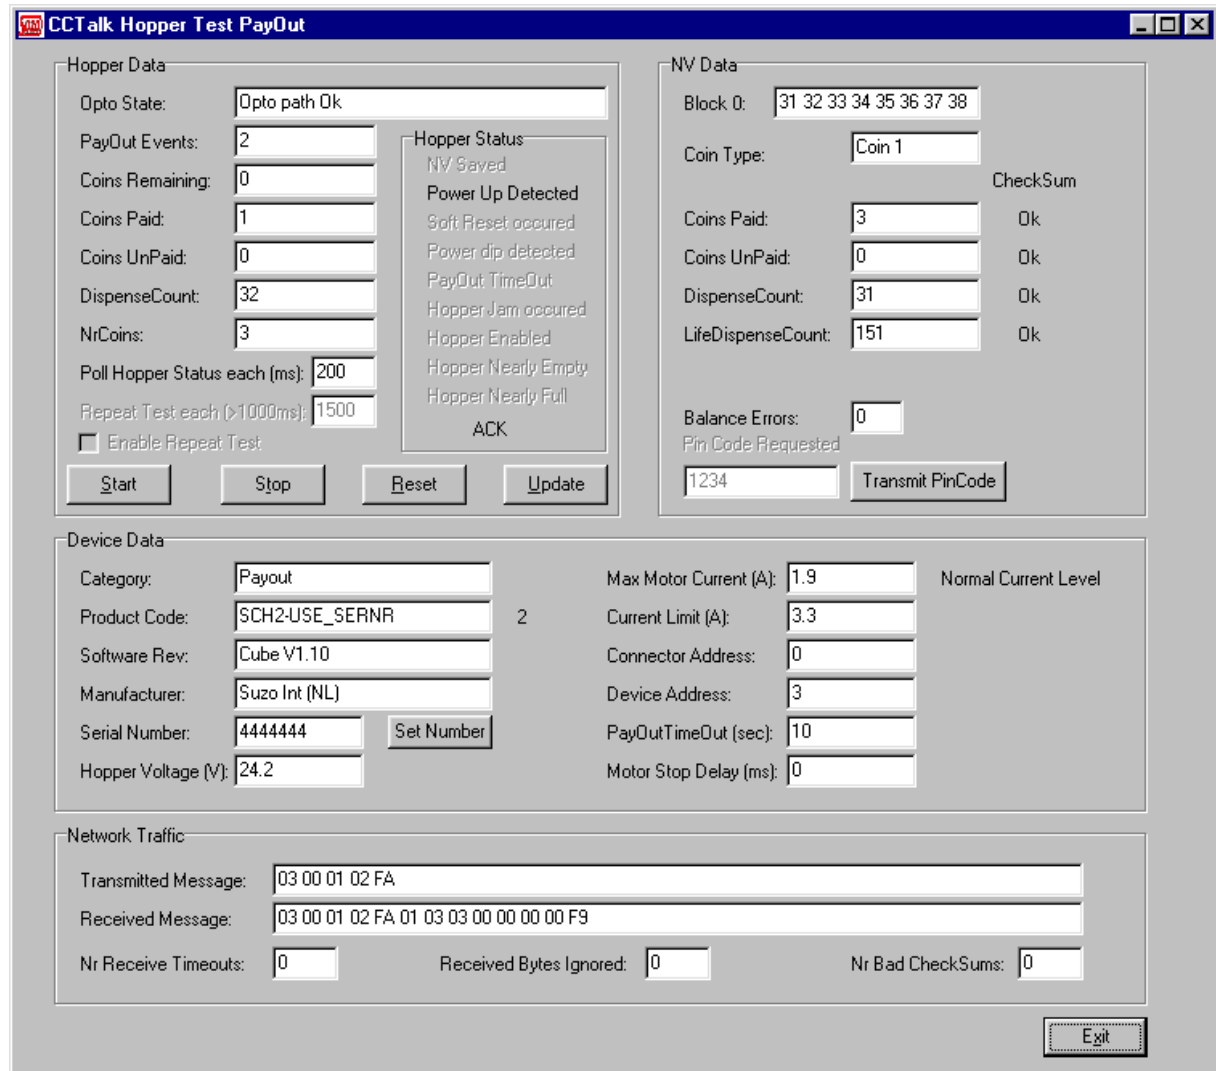 CCTalk Hopper Test PayOut
Hopper Data
Opto State: Opto path Ok
PayOut Events: 2
Coins Remaining: 0
Coins Paid: 1
Coins UnPaid: 0
DispenseCount: 32
NrCoins: 3
Poll Hopper Status each (ms): 200
Repeat Test each (>1000ms): 1500
Enable Repeat Test
Hopper Status
NV Saved
Power Up Detected
Soft Reset occured
Power dip detected
PayOut TimeOut
Hopper Jam occured
Hopper Enabled
Hopper Nearly Empty
Hopper Nearly Full
ACK
Start Stop Reset Update
NV Data
Block 0: 31 32 33 34 35 36 37 38
Coin Type: Coin 1
CheckSum
Coins Paid: 3 Ok
Coins UnPaid: 0 Ok
DispenseCount: 31 Ok
LifeDispenseCount: 151 Ok
Balance Errors: 0
Pin Code Requested
1234 Transmit PinCode
Device Data
Category: Payout
Product Code: SCH2-USE_SERNR 2
Software Rev: Cube V1.10
Manufacturer: Suzo Int (NL)
Serial Number: 4444444 Set Number
Hopper Voltage (V): 24.2
Max Motor Current (A): 1.9 Normal Current Level
Current Limit (A): 3.3
Connector Address: 0
Device Address: 3
PayOutTimeOut (sec): 10
Motor Stop Delay (ms): 0
Network Traffic
Transmitted Message: 03 00 01 02 FA
Received Message: 03 00 01 02 FA 01 03 03 00 00 00 00 F9
Nr Receive Timeouts: 0 Received Bytes Ignored: 0 Nr Bad CheckSums: 0
Exit